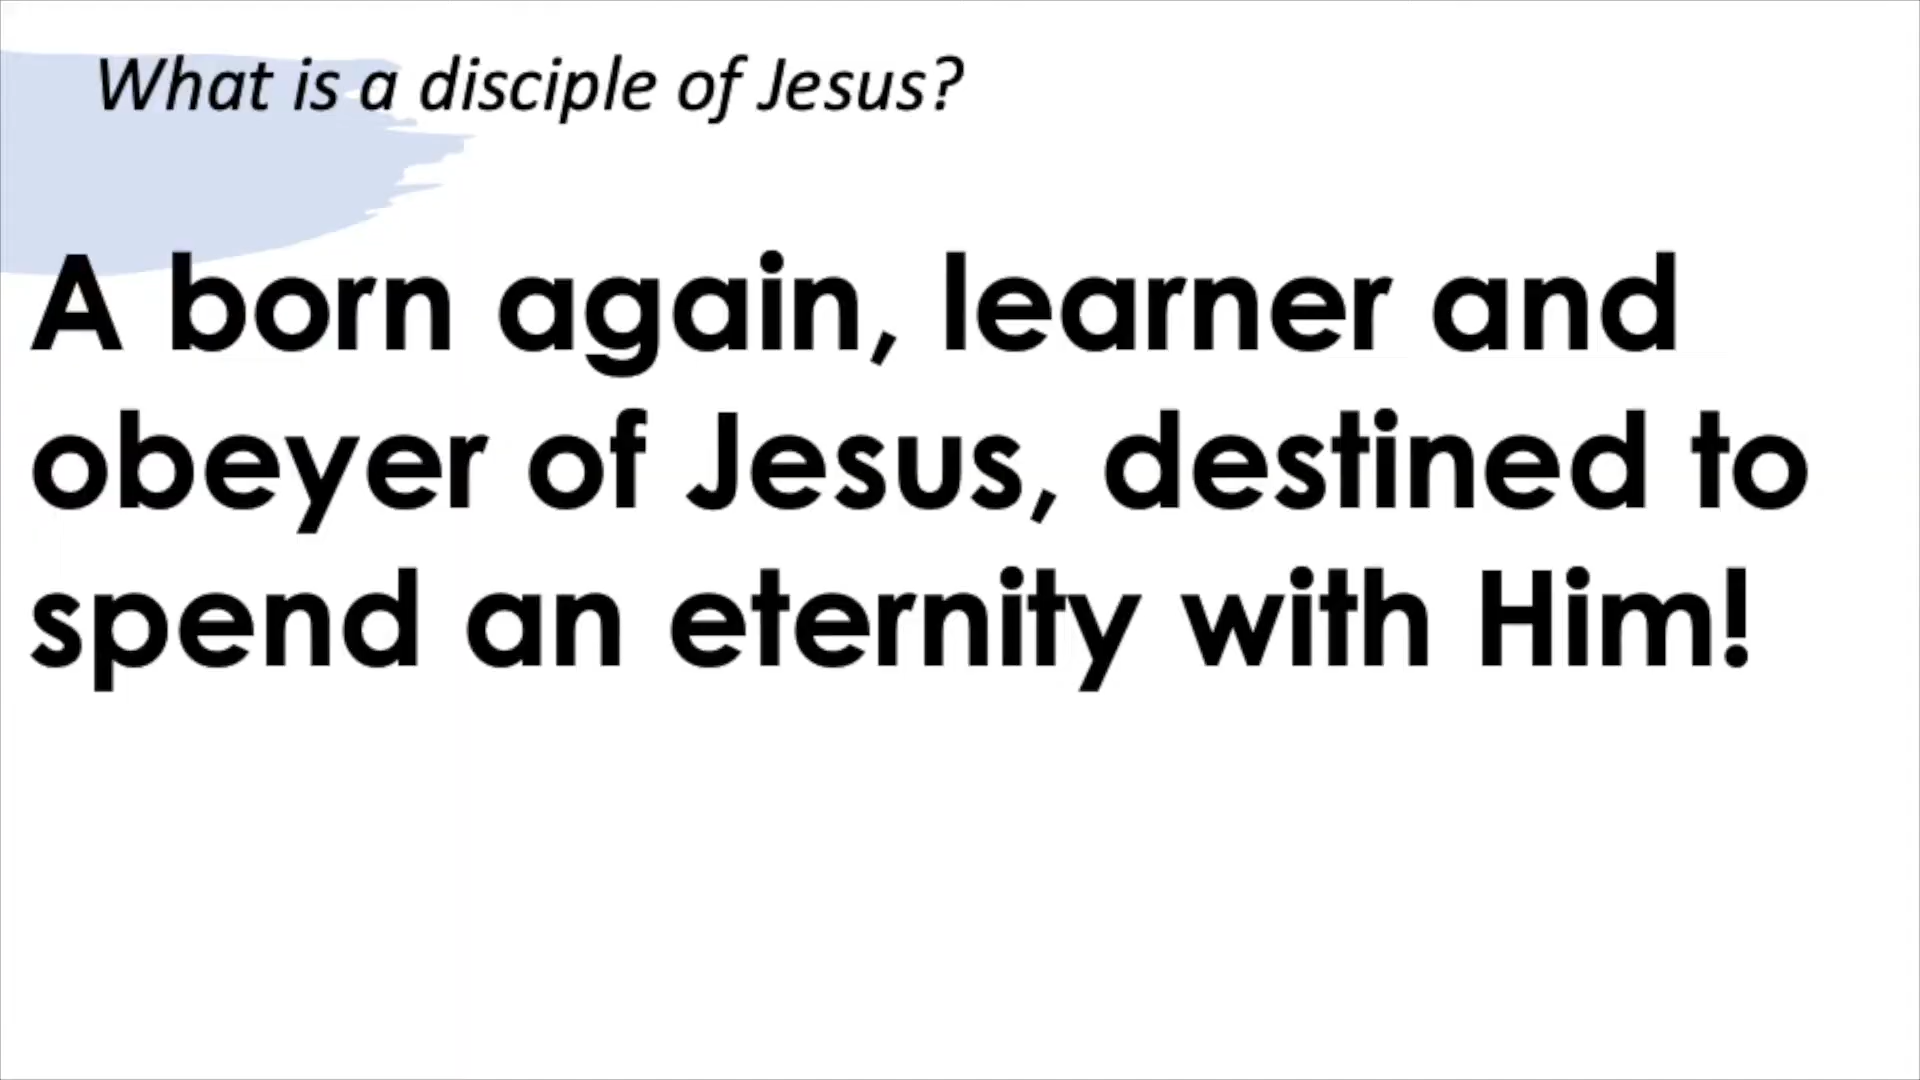 What is a disciple of Jesus?
A born again, learner and
obeyer of Jesus, destined to
spend an eternity with Him!